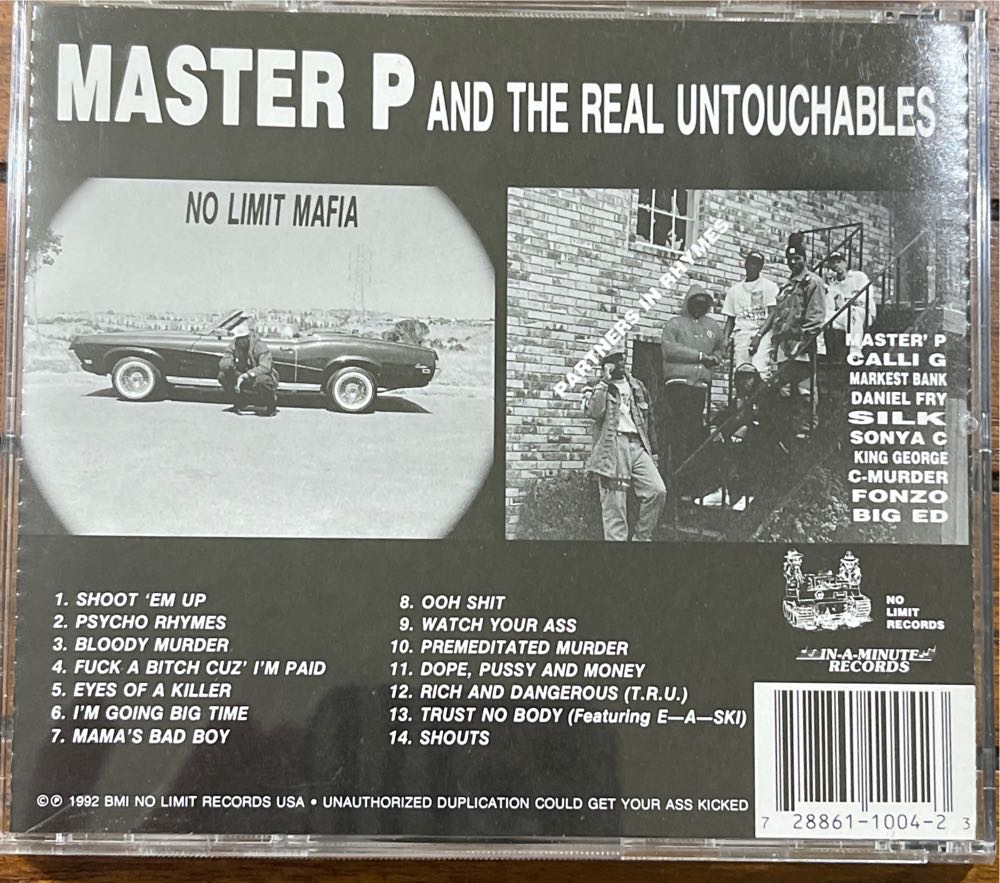 MASTER P AND THE REAL UNTOUCHABLES
NO LIMIT MAFIA
PARTNERS IN RHYMES
MASTER' P
CALLI G
MARKEST BANK
DANIEL FRY
SILK
SONYA C
KING GEORGE
C-MURDER
FONZO
BIG ED
1. SHOOT ‘EM UP
2. PSYCHO RHYMES
3. BLOODY MURDER
4. FUCK A BITCH CUZ’ I’M PAID
5. EYES OF A KILLER
6. I’M GOING BIG TIME
7. MAMA’S BAD BOY
8. OOH SHIT
9. WATCH YOUR ASS
10. PREMEDITATED MURDER
11. DOPE, PUSSY AND MONEY
12. RICH AND DANGEROUS (T.R.U.)
13. TRUST NO BODY (Featuring E—A—SKI)
14. SHOUTS
NO
LIMIT
RECORDS
IN-A-MINUTE
RECORDS
©℗ 1992 BMI NO LIMIT RECORDS USA • UNAUTHORIZED DUPLICATION COULD GET YOUR ASS KICKED
7 28861-1004-2 3